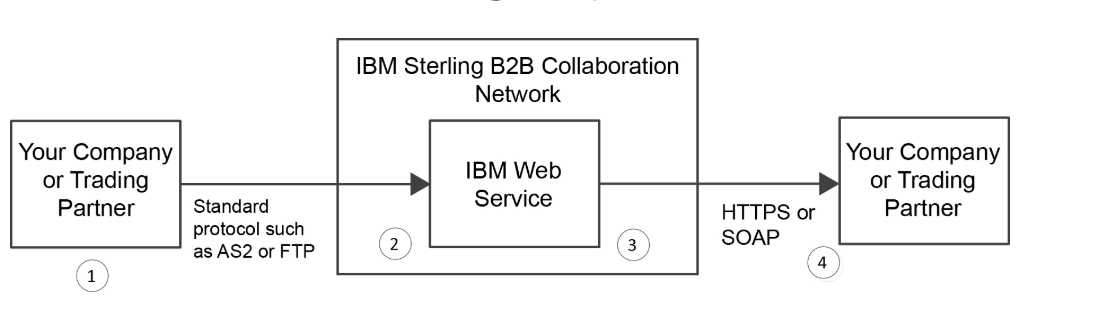 Your Company
or Trading
Partner
1
Standard
protocol such
as AS2 or FTP
IBM Sterling B2B Collaboration
Network
IBM Web
Service
2
3
HTTPS or
SOAP
4
Your Company
or Trading
Partner